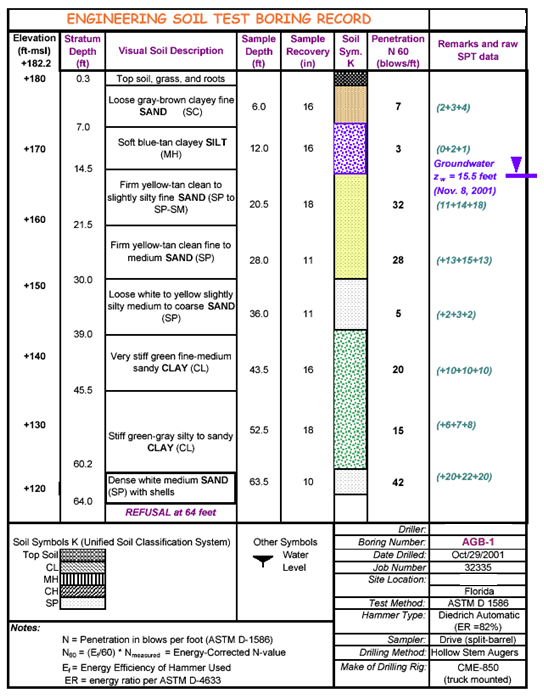 ENGINEERING SOIL TEST BORING RECORD
Elevation (ft-msl) +182.2
Stratum Depth (ft)
Visual Soil Description
Sample Depth (ft)
Sample Recovery (in)
Soil Sym. K
Penetration N 60 (blows/ft)
Remarks and raw SPT data
+180
0.3
Top soil, grass, and roots
Loose gray-brown clayey fine
SAND (SC)
6.0
16
7
(2+3+4)
7.0
+170
Soft blue-tan clayey SILT
(MH)
12.0
16
3
(0+2+1)
Groundwater
z w = 15.5 feet
(Nov. 8, 2001)
14.5
Firm yellow-tan clean to
slightly silty fine SAND (SP to
SP-SM)
20.5
18
32
(11+14+18)
+160
21.5
Firm yellow-tan clean fine to
medium SAND (SP)
28.0
11
28
(+13+15+13)
30.0
+150
Loose white to yellow slightly
silty medium to coarse SAND
(SP)
36.0
11
5
(+2+3+2)
39.0
+140
Very stiff green fine-medium
sandy CLAY (CL)
43.5
16
20
(+10+10+10)
45.5
+130
Stiff green-gray silty to sandy
CLAY (CL)
52.5
18
15
(+6+7+8)
60.2
+120
Dense white medium SAND
(SP) with shells
63.5
10
42
(+20+22+20)
64.0
REFUSAL at 64 feet
Soil Symbols K (Unified Soil Classification System)
Top Soil
CL
MH
CH
SP
Other Symbols
Water
Level
Driller:
Boring Number: AGB-1
Date Drilled: Oct/29/2001
Job Number 32335
Site Location:
Florida
Test Method: ASTM D 1586
Hammer Type: Diedrich Automatic
(ER =82%)
Sampler: Drive (split-barrel)
Drilling Method: Hollow Stem Augers
Make of Drilling Rig: CME-850
(truck mounted)
Notes:
N = Penetration in blows per foot (ASTM D-1586)
N60 = (Ef/60) * Nmeasured = Energy-Corrected N-value
Ef = Energy Efficiency of Hammer Used
ER = energy ratio per ASTM D-4633